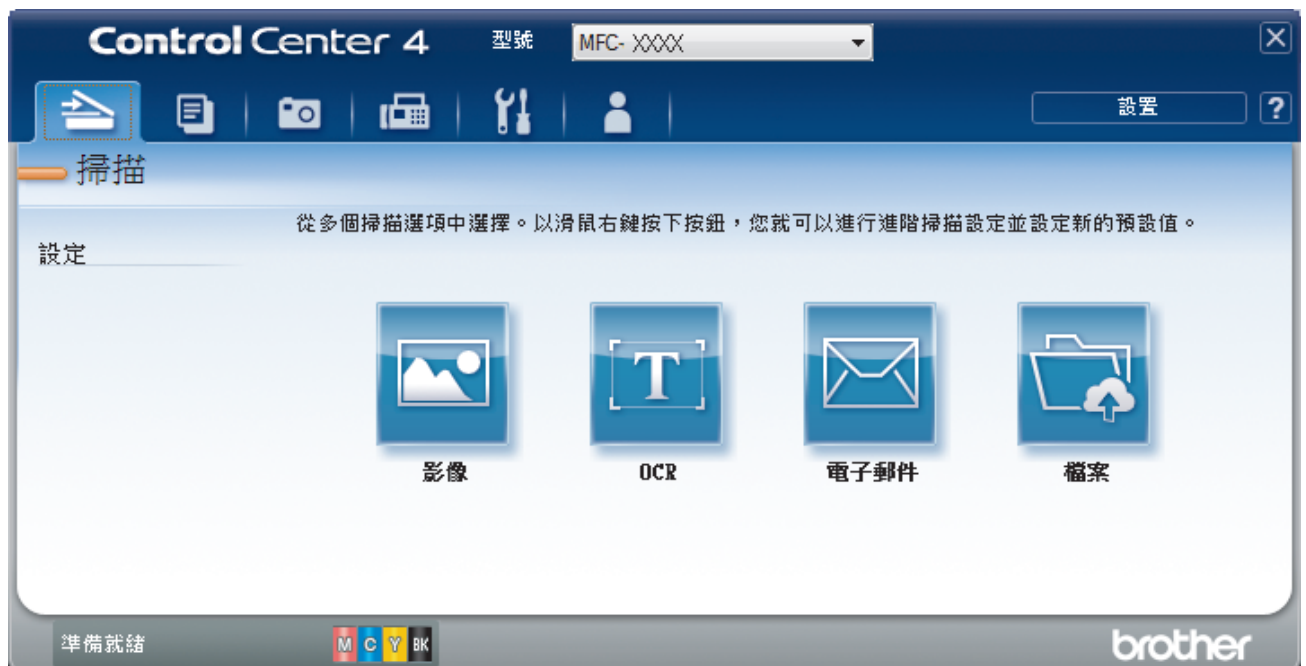 Control Center 4 型號 MFC- XXXX
設置 ?
掃描
從多個掃描選項中選擇。以滑鼠右鍵按下按鈕，您就可以進行進階掃描設定並設定新的預設值。
設定
T
影像 OCR 電子郵件 檔案
準備就緒 M C Y BK brother